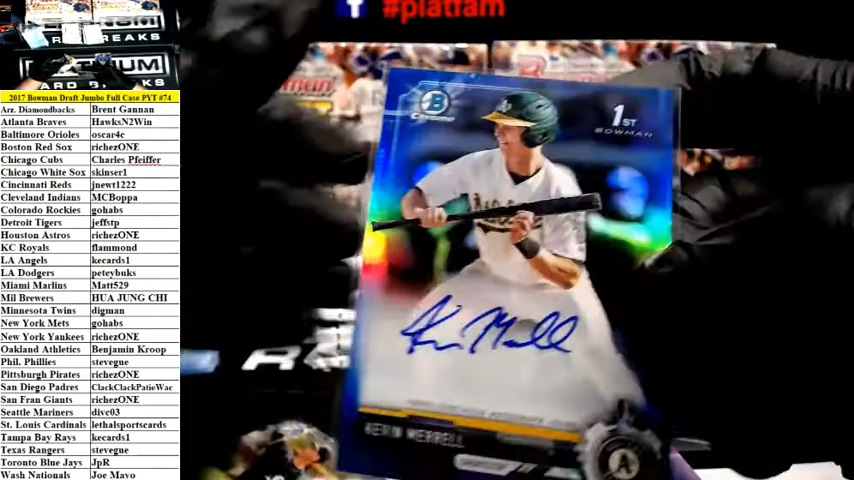 #platfam
BREAKS
ARD BREAKS
2017 Bowman Draft Jumbo Full Case PYT #74
Arz. Diamondbacks Brent Gannan
Atlanta Braves HawksN2Win
Baltimore Orioles oscar4c
Boston Red Sox richezONE
Chicago Cubs Charles Pfeiffer
Chicago White Sox skinser1
Cincinnati Reds jnewt1222
Cleveland Indians MCBoppa
Colorado Rockies gohabs
Detroit Tigers jeffstp
Houston Astros richezONE
KC Royals flammond
LA Angels kecards1
LA Dodgers peteybuks
Miami Marlins Matt529
Mil Brewers HUA JUNG CHI
Minnesota Twins digman
New York Mets gohabs
New York Yankees richezONE
Oakland Athletics Benjamin Kroop
Phil. Phillies stevegue
Pittsburgh Pirates richezONE
San Diego Padres ClackClackPatieWac
San Fran Giants richezONE
Seattle Mariners divc03
St. Louis Cardinals lethalsportscards
Tampa Bay Rays kecards1
Texas Rangers stevegue
Toronto Blue Jays JpR
Wash Nationals Joe Mayo
B
Chrome
1ST
BOWMAN
KEVIN MERRELL
A